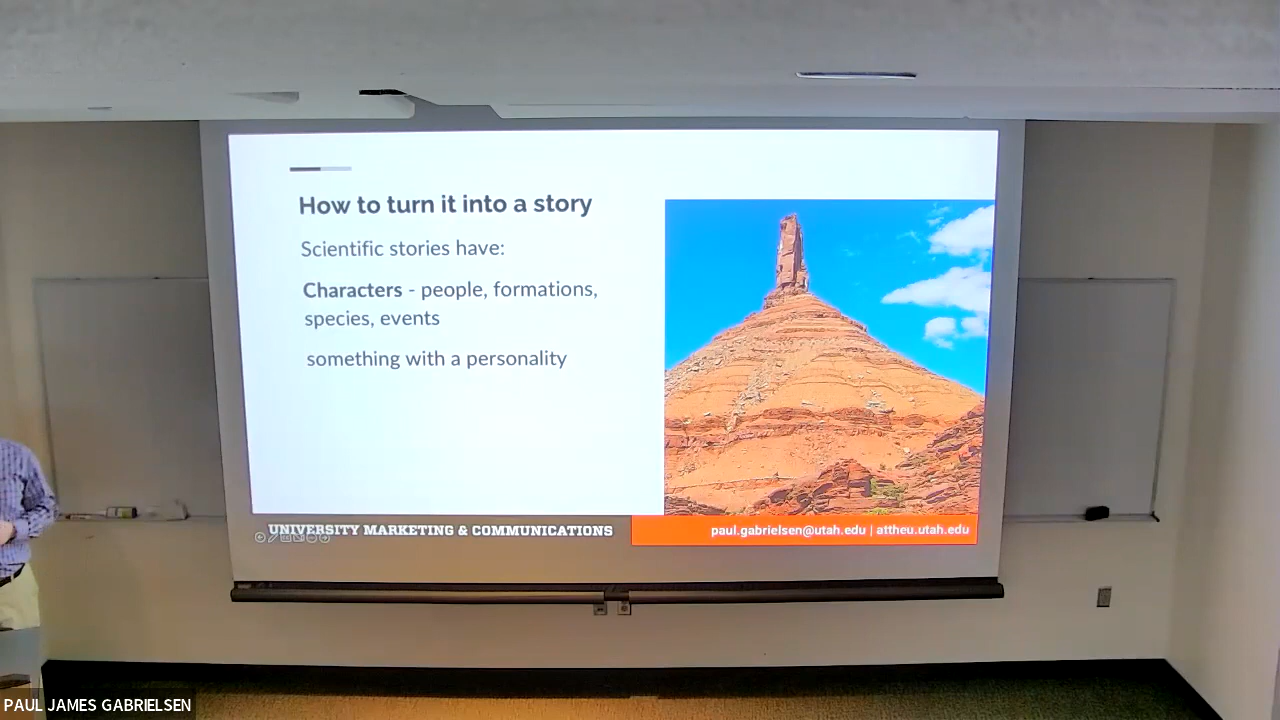 How to turn it into a story
Scientific stories have:
Characters - people, formations,
species, events
something with a personality
UNIVERSITY MARKETING & COMMUNICATIONS
paul.gabrielsen@utah.edu | attheu.utah.edu
PAUL JAMES GABRIELSEN